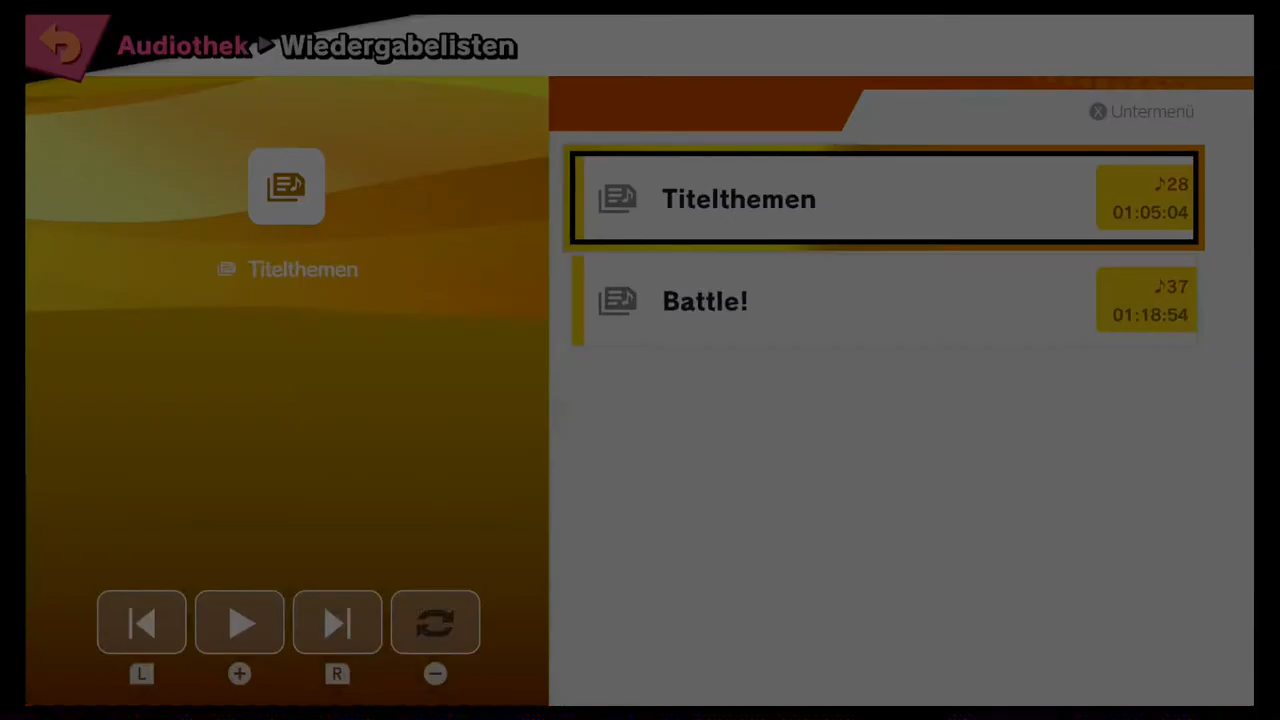 Audiothek ▶ Wiedergabelisten
X Untermenü
Titelthemen
♪28
01:05:04
Titelthemen
Battle!
♪37
01:18:54
L + R −